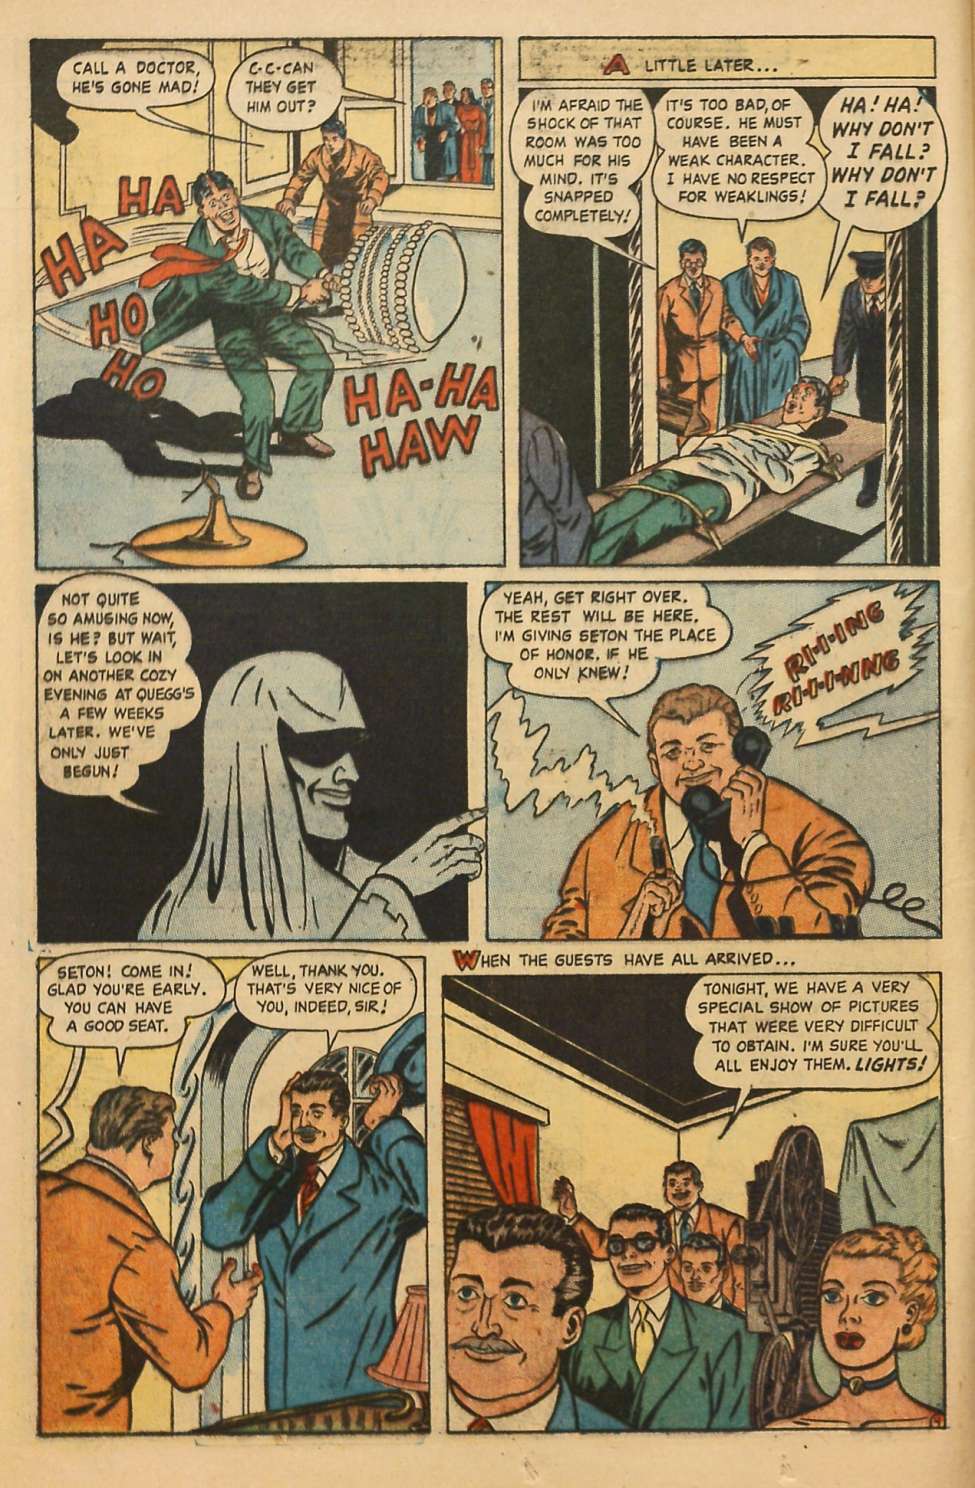 CALL A DOCTOR,
HE'S GONE MAD!
C-C-CAN
THEY GET
HIM OUT?
HA
HA
HO
HO
HA-HA
HAW
A LITTLE LATER...
I'M AFRAID THE
SHOCK OF THAT
ROOM WAS TOO
MUCH FOR HIS
MIND. IT'S
SNAPPED
COMPLETELY!
IT'S TOO BAD, OF
COURSE. HE MUST
HAVE BEEN A
WEAK CHARACTER.
I HAVE NO RESPECT
FOR WEAKLINGS!
HA! HA!
WHY DON'T
I FALL?
WHY DON'T
I FALL?
NOT QUITE
SO AMUSING NOW,
IS HE? BUT WAIT,
LET'S LOOK IN
ON ANOTHER COZY
EVENING AT QUEGG'S
A FEW WEEKS
LATER. WE'VE
ONLY JUST
BEGUN!
YEAH, GET RIGHT OVER.
THE REST WILL BE HERE.
I'M GIVING SETON THE PLACE
OF HONOR. IF HE
ONLY KNEW!
RI-I-ING
RI-I-I-NNG
SETON! COME IN!
GLAD YOU'RE EARLY.
YOU CAN HAVE
A GOOD SEAT.
WELL, THANK YOU.
THAT'S VERY NICE OF
YOU, INDEED, SIR!
WHEN THE GUESTS HAVE ALL ARRIVED...
TONIGHT, WE HAVE A VERY
SPECIAL SHOW OF PICTURES
THAT WERE VERY DIFFICULT
TO OBTAIN. I'M SURE YOU'LL
ALL ENJOY THEM. LIGHTS!